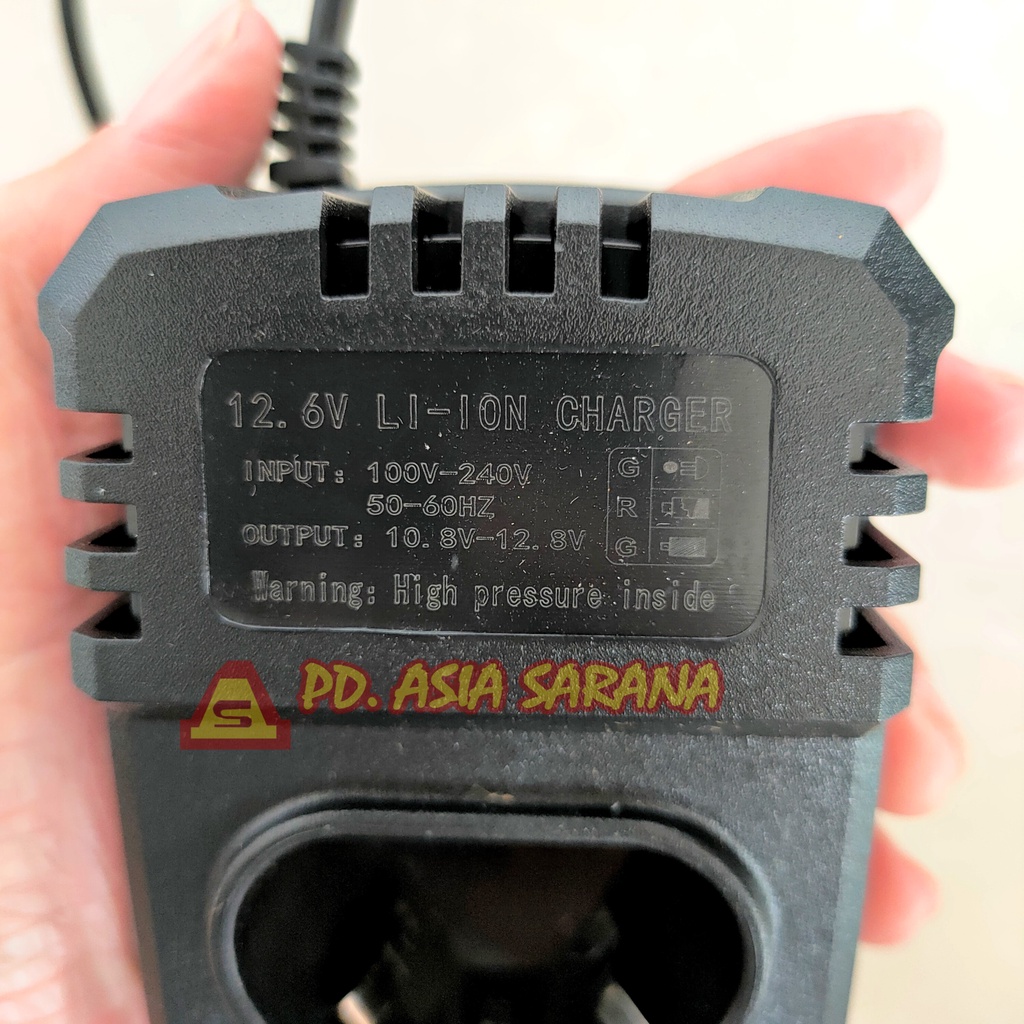 12.6V LI-ION CHARGER
INPUT: 100V-240V
50-60HZ
OUTPUT: 10.8V-12.8V
G
R
G
Warning: High pressure inside
S
PD. ASIA SARANA